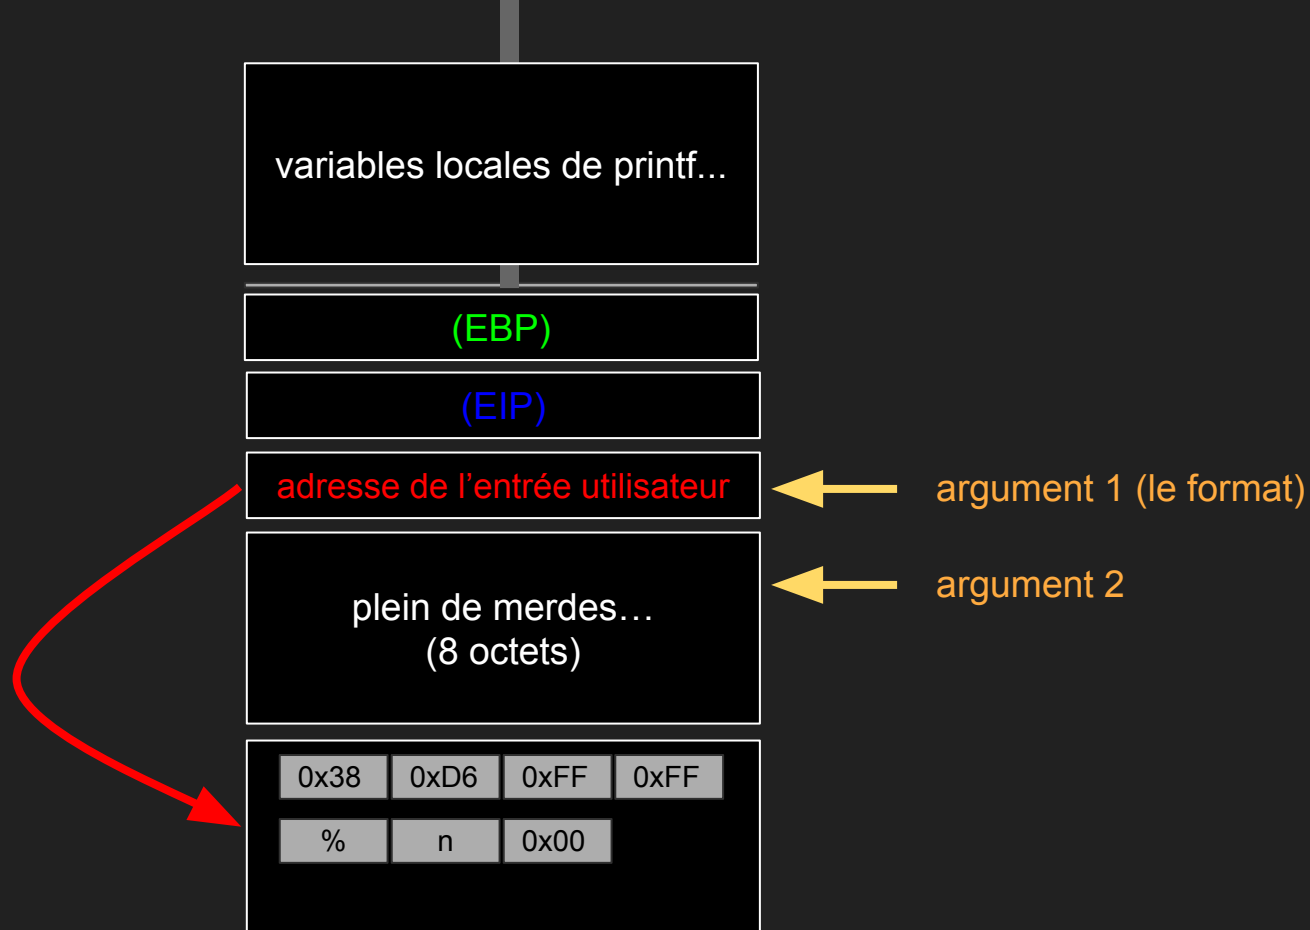 variables locales de printf...
(EBP)
(EIP)
adresse de l’entrée utilisateur
argument 1 (le format)
argument 2
plein de merdes…
(8 octets)
0x38 0xD6 0xFF 0xFF
% n 0x00